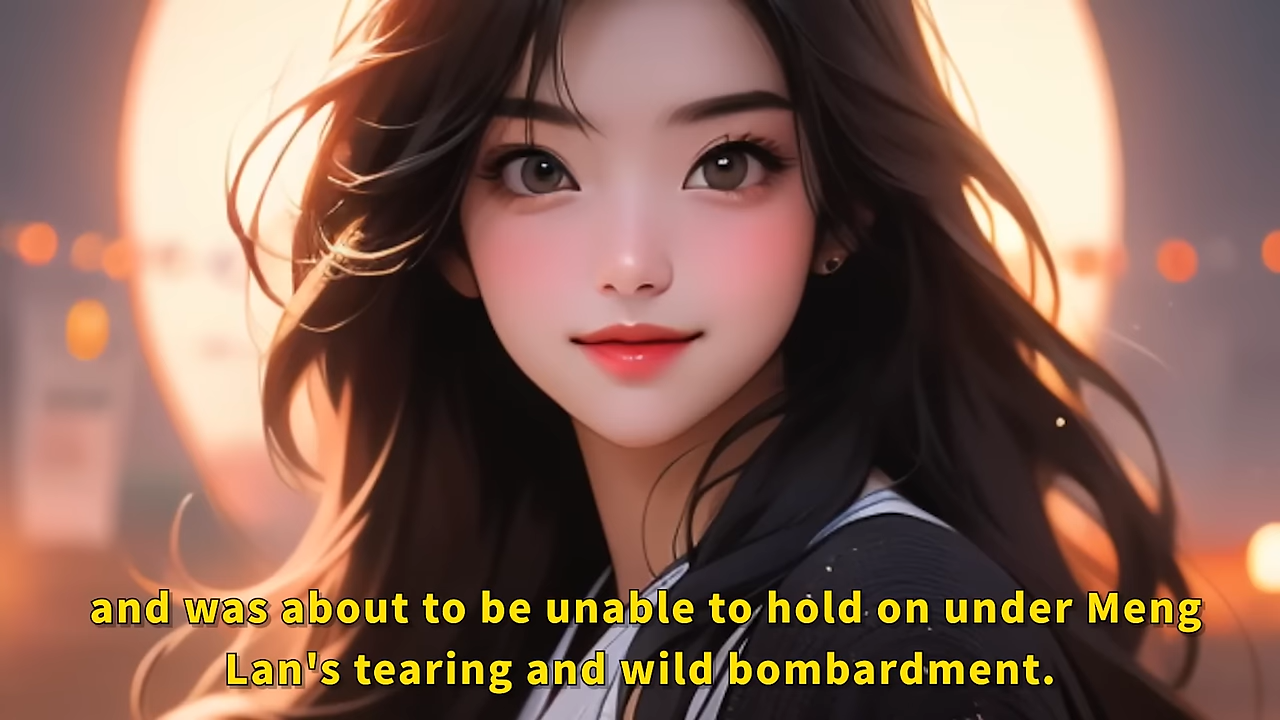 and was about to be unable to hold on under Meng
Lan's tearing and wild bombardment.